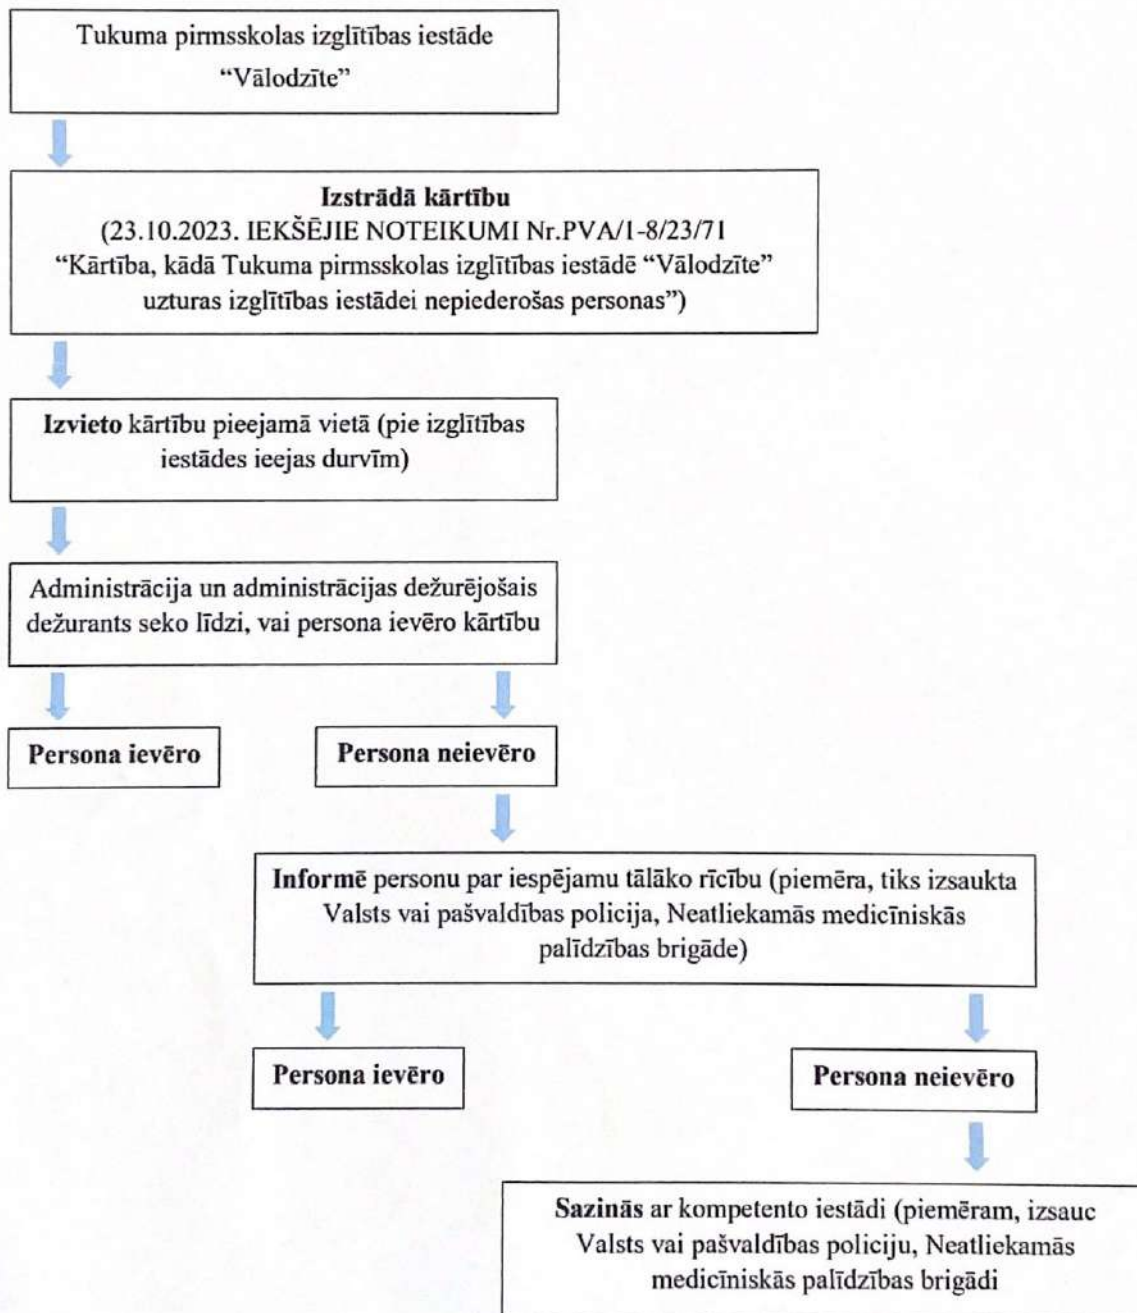 Tukuma pirmsskolas izglītības iestāde
“Vālodzīte”
Izstrādā kārtību
(23.10.2023. IEKŠĒJIE NOTEIKUMI Nr.PVA/1-8/23/71
“Kārtība, kādā Tukuma pirmsskolas izglītības iestādē “Vālodzīte”
uzturas izglītības iestādei nepiederošas personas”)
Izvieto kārtību pieejamā vietā (pie izglītības
iestādes ieejas durvīm)
Administrācija un administrācijas dežurējošais
dežurants seko līdzi, vai persona ievēro kārtību
Persona ievēro
Persona neievēro
Informē personu par iespējamu tālāko rīcību (piemēra, tiks izsaukta
Valsts vai pašvaldības policija, Neatliekamās medicīniskās
palīdzības brigāde)
Persona ievēro
Persona neievēro
Sazinās ar kompetento iestādi (piemēram, izsauc
Valsts vai pašvaldības policiju, Neatliekamās
medicīniskās palīdzības brigādi